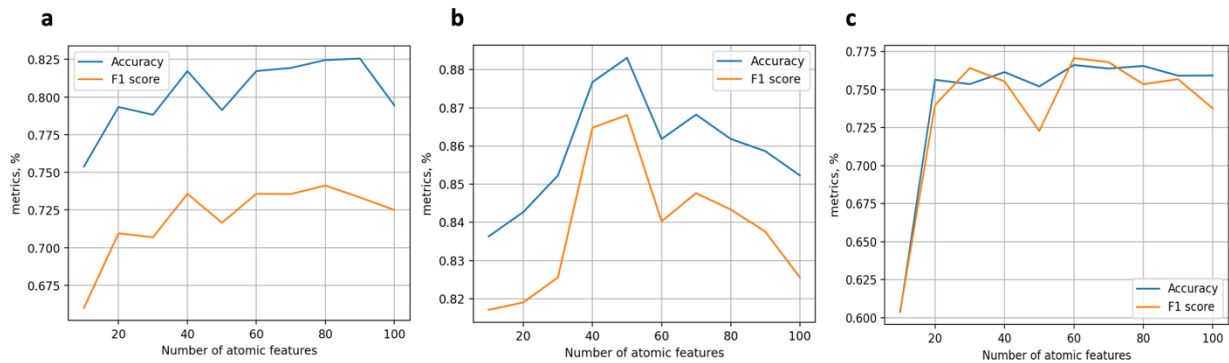 a
0.825
0.800
0.775
0.750
0.725
0.700
0.675
metrics, %
Accuracy
F1 score
20 40 60 80 100
Number of atomic features
b
0.88
0.87
0.86
0.85
0.84
0.83
0.82
metrics, %
Accuracy
F1 score
20 40 60 80 100
Number of atomic features
c
0.775
0.750
0.725
0.700
0.675
0.650
0.625
0.600
metrics, %
Accuracy
F1 score
20 40 60 80 100
Number of atomic features